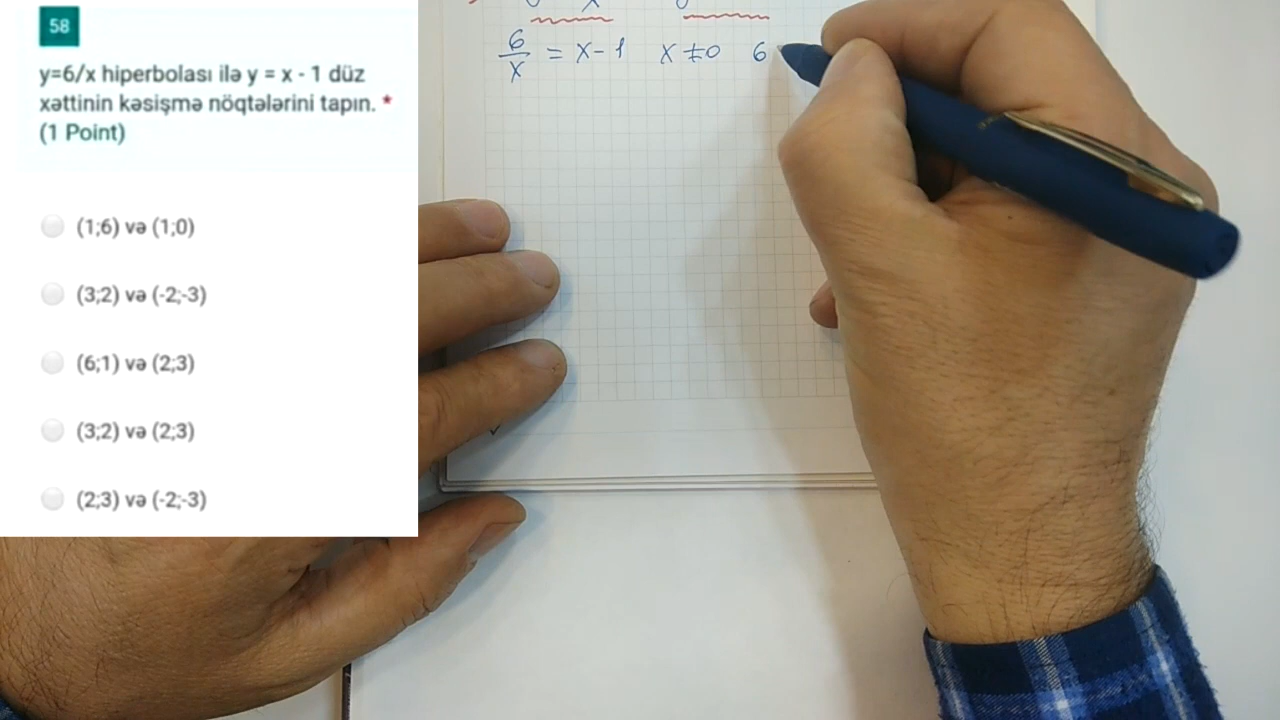 58
y=6/x hiperbolası ilə y = x - 1 düz
xəttinin kəsişmə nöqtələrini tapın. *
(1 Point)
(1;6) və (1;0)
(3;2) və (-2;-3)
(6;1) və (2;3)
(3;2) və (2;3)
(2;3) və (-2;-3)
6/x = x-1 x≠0 6